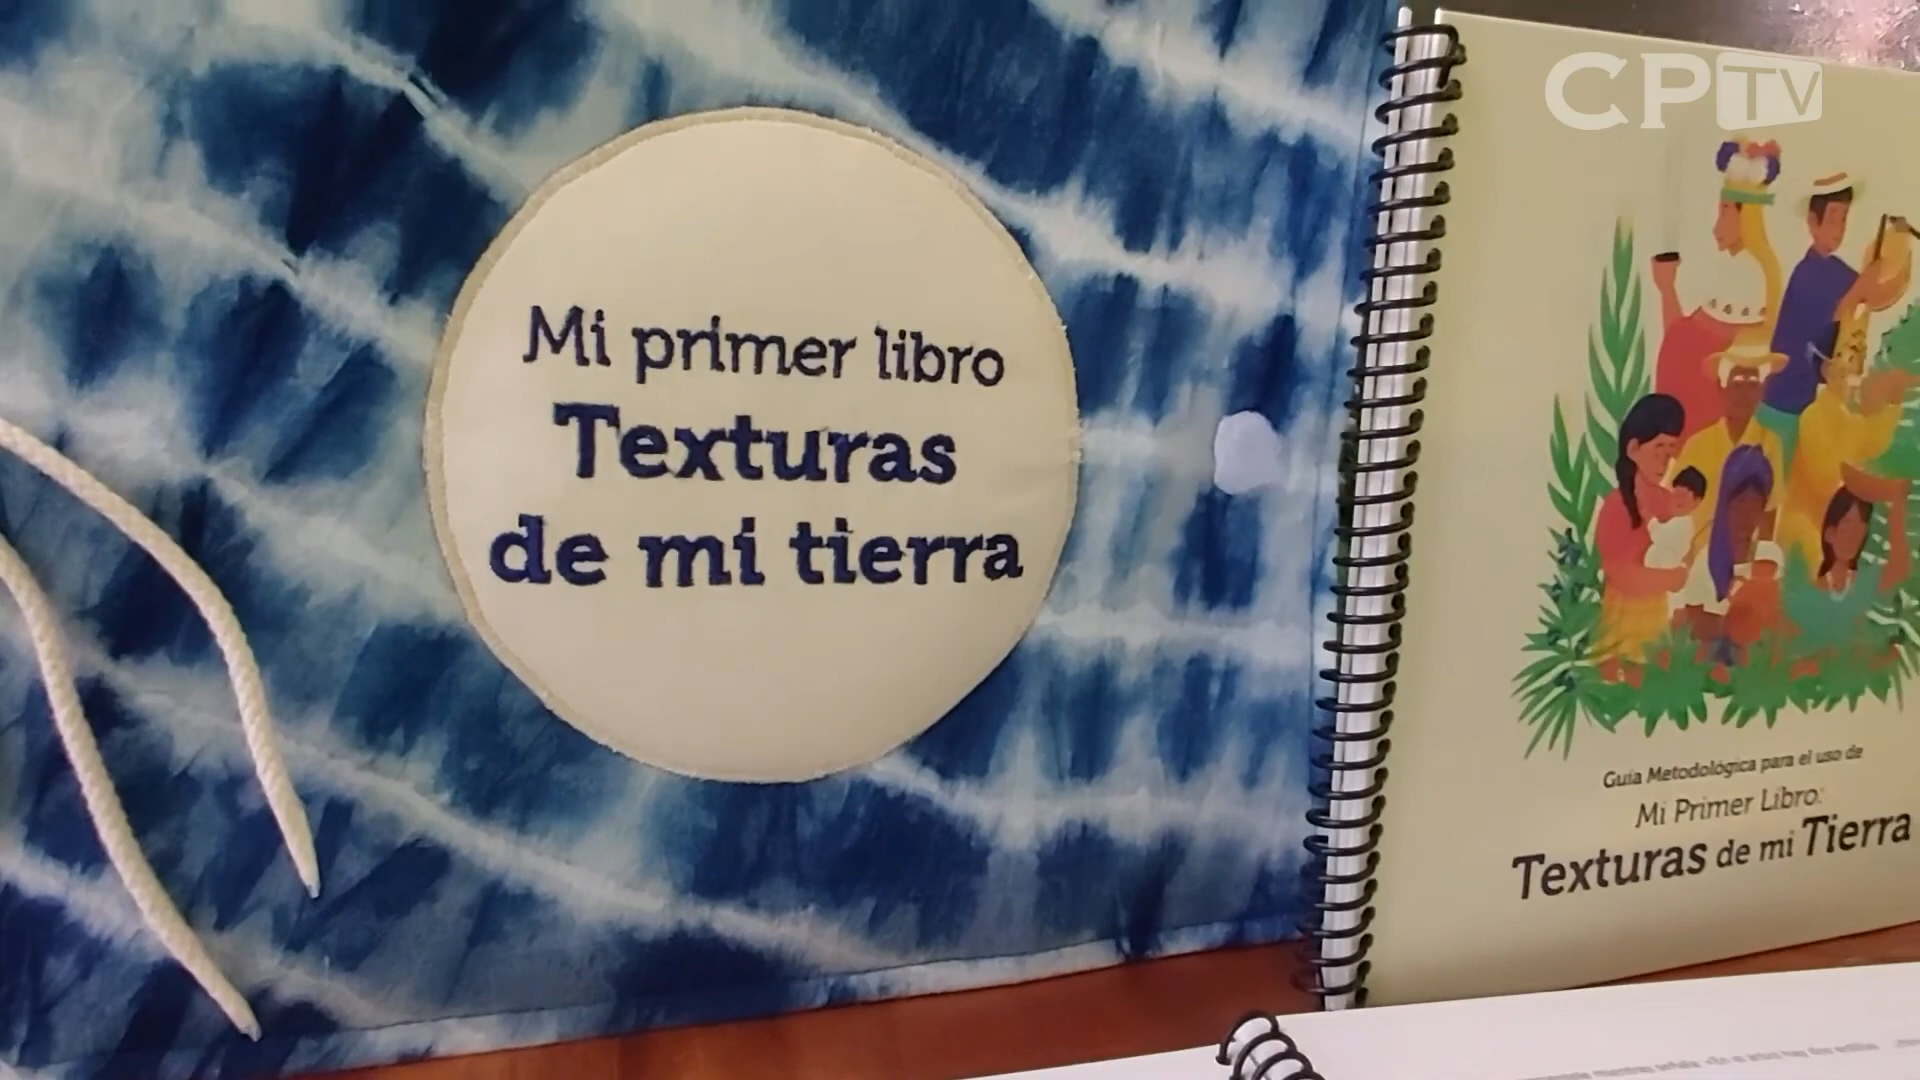 CPTV
Mi primer libro
Texturas
de mi tierra
Guía Metodológica para el uso de
Mi Primer Libro:
Texturas de mi Tierra